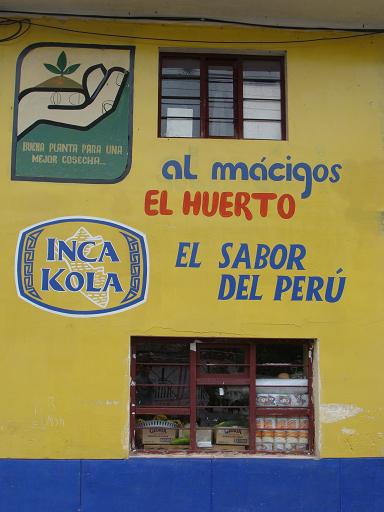 BUENA PLANTA PARA UNA
MEJOR COSECHA...
al mácigos
EL HUERTO
INCA
KOLA
EL SABOR
DEL PERÚ